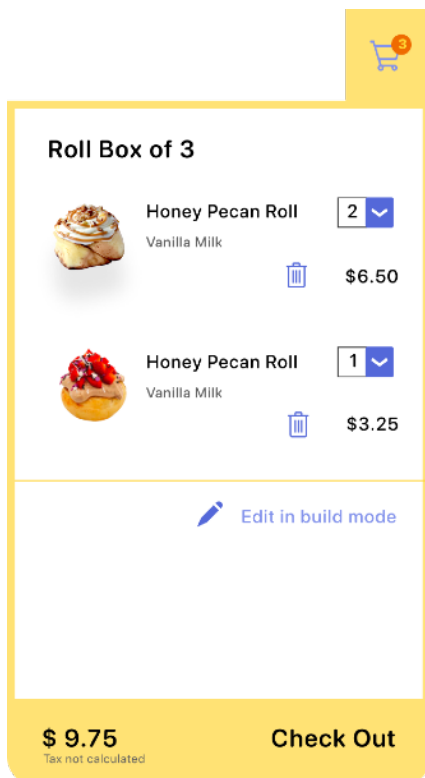 3
Roll Box of 3
Honey Pecan Roll 2
Vanilla Milk
$6.50
Honey Pecan Roll 1
Vanilla Milk
$3.25
Edit in build mode
$ 9.75 Check Out
Tax not calculated